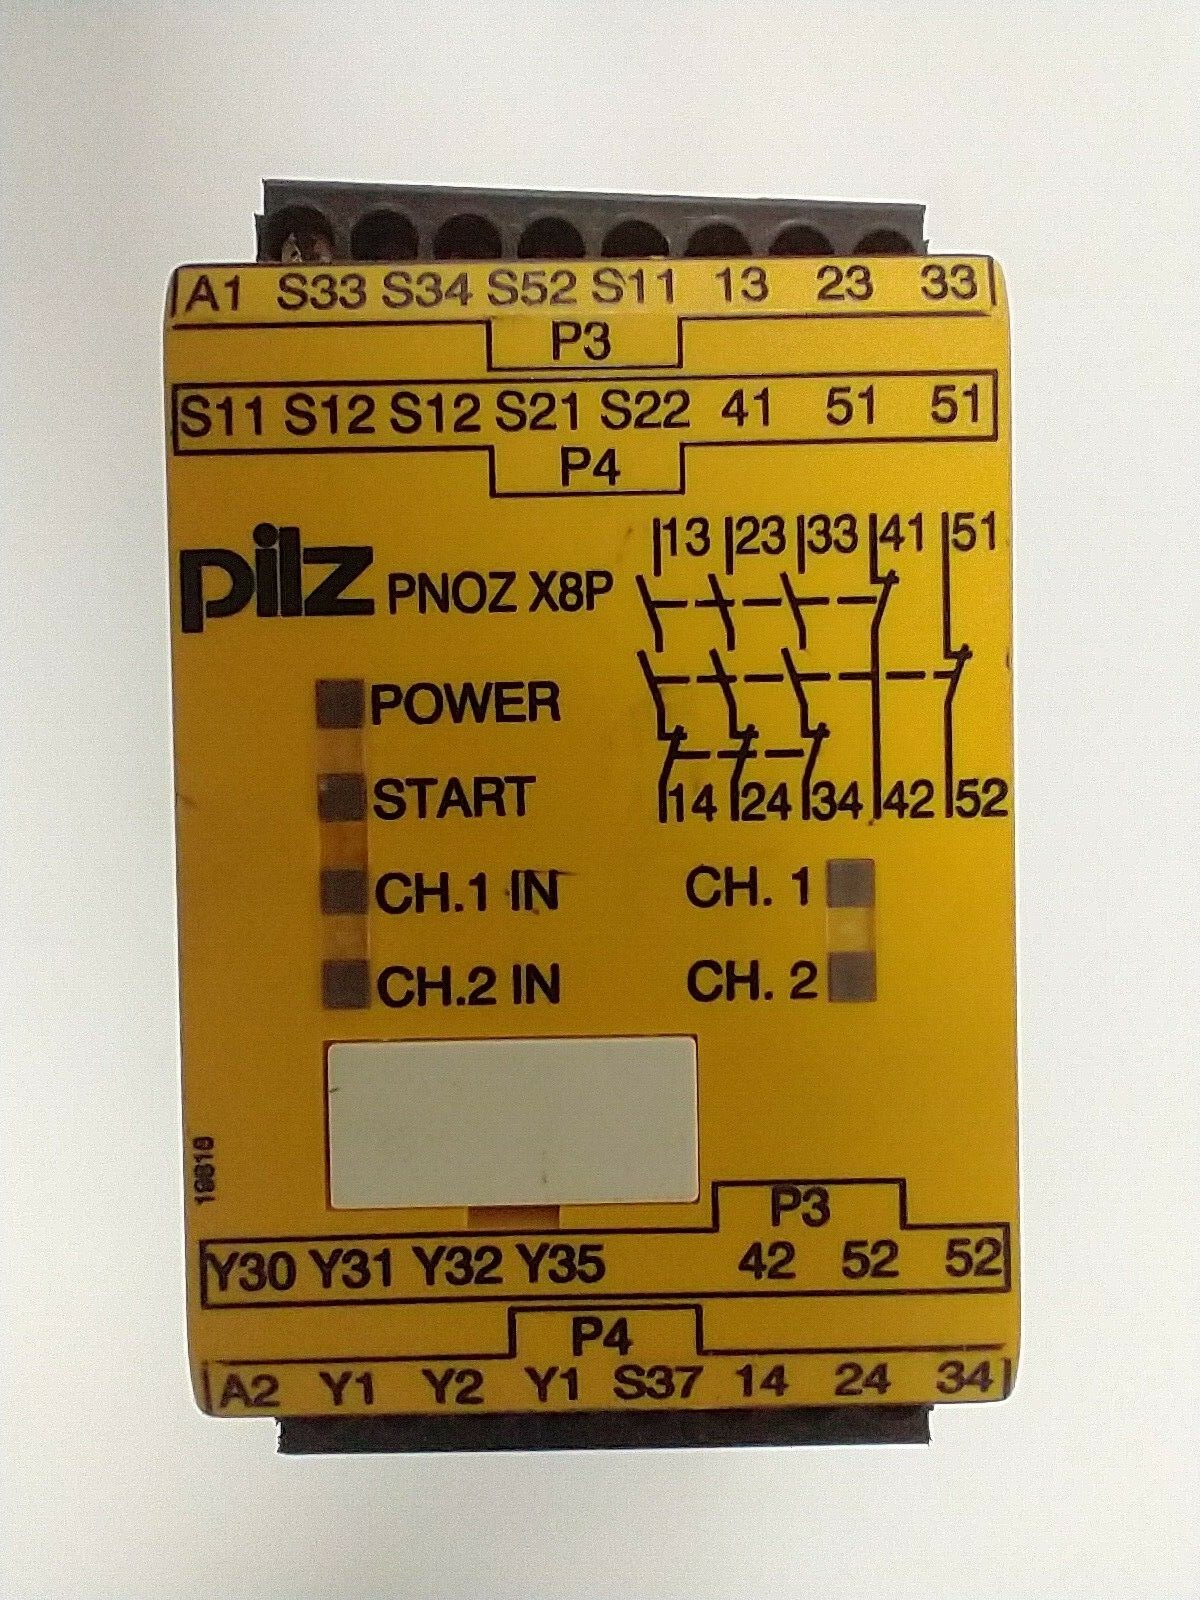 A1 S33 S34 S52 S11 13 23 33
P3
S11 S12 S12 S21 S22 41 51 51
P4
13 23 33 41 51
pilz PNOZ X8P
POWER
START
14 24 34 42 52
CH.1 IN CH. 1
CH.2 IN CH. 2
P3
Y30 Y31 Y32 Y35 42 52 52
P4
A2 Y1 Y2 Y1 S37 14 24 34